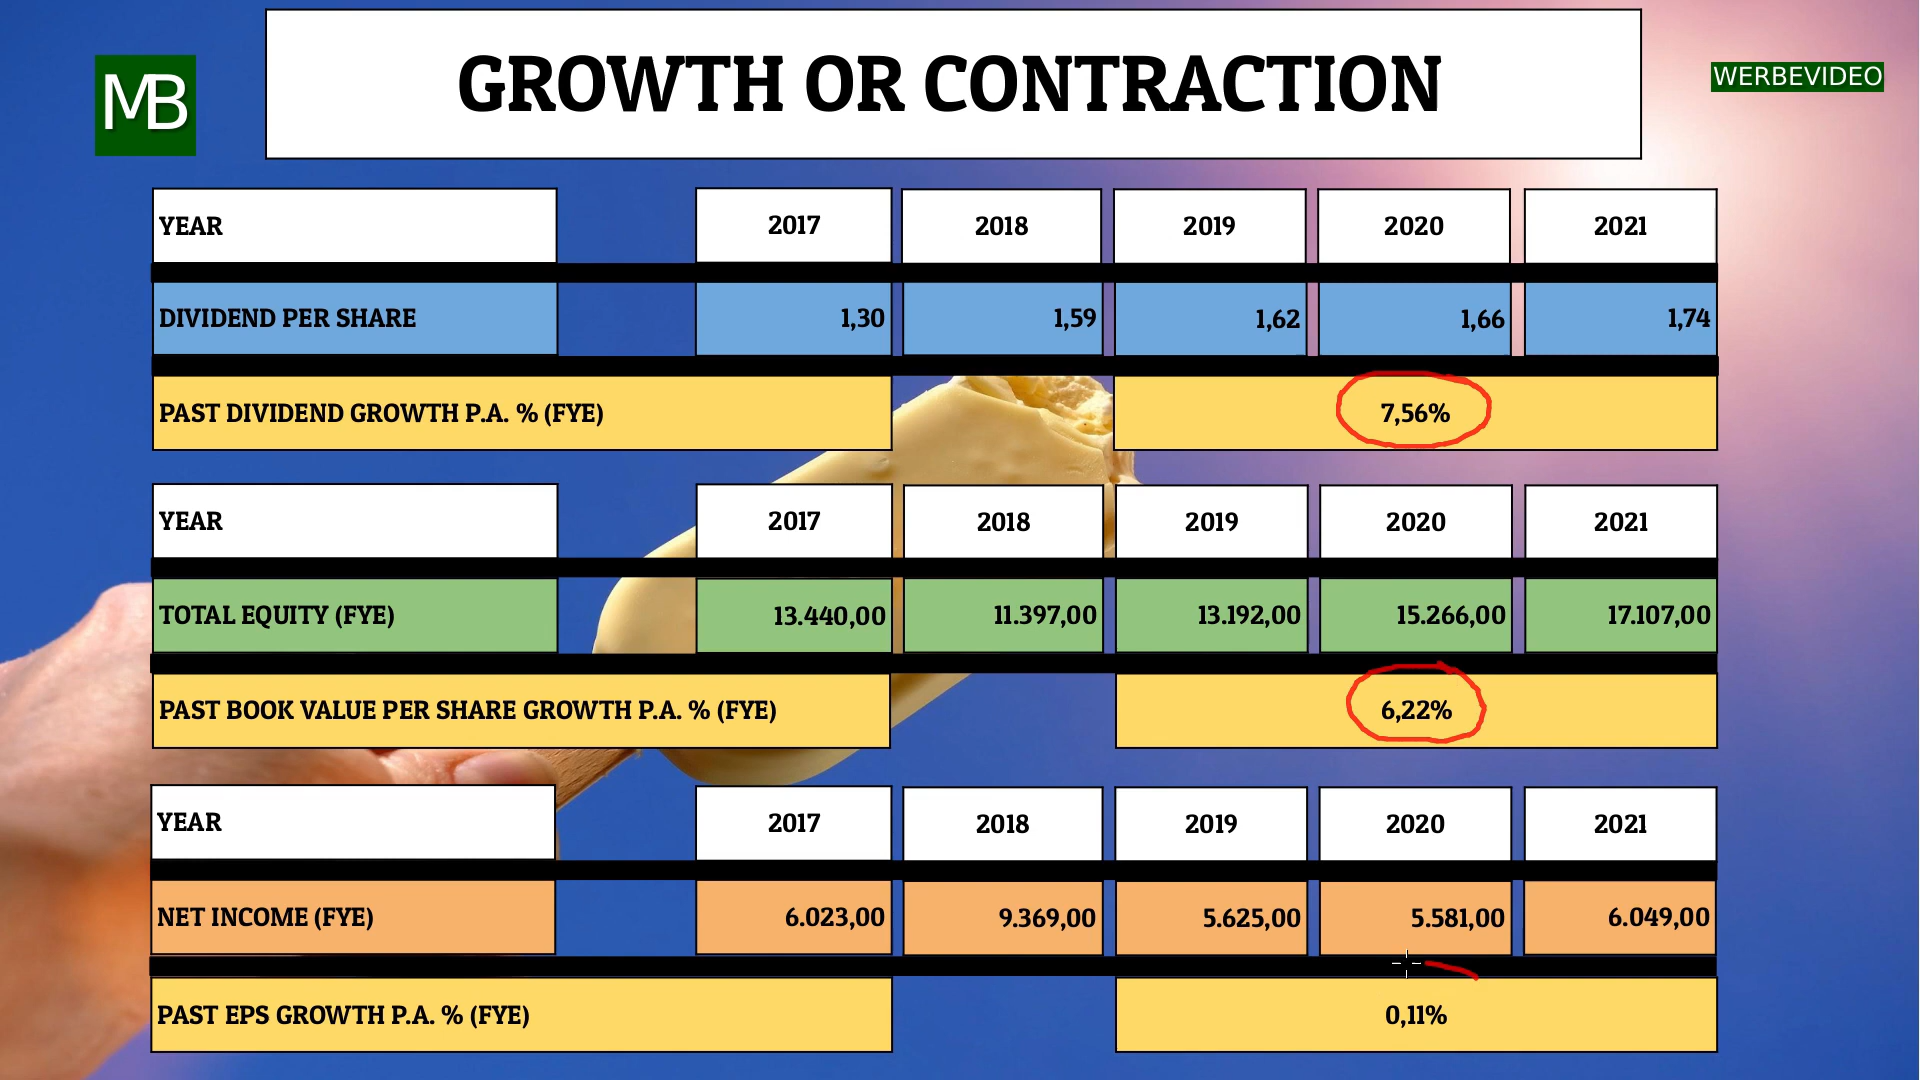 GROWTH OR CONTRACTION
MB
WERBEVIDEO
YEAR 2017 2018 2019 2020 2021
DIVIDEND PER SHARE 1,30 1,59 1,62 1,66 1,74
PAST DIVIDEND GROWTH P.A. % (FYE) 7,56%
YEAR 2017 2018 2019 2020 2021
TOTAL EQUITY (FYE) 13.440,00 11.397,00 13.192,00 15.266,00 17.107,00
PAST BOOK VALUE PER SHARE GROWTH P.A. % (FYE) 6,22%
YEAR 2017 2018 2019 2020 2021
NET INCOME (FYE) 6.023,00 9.369,00 5.625,00 5.581,00 6.049,00
PAST EPS GROWTH P.A. % (FYE) 0,11%